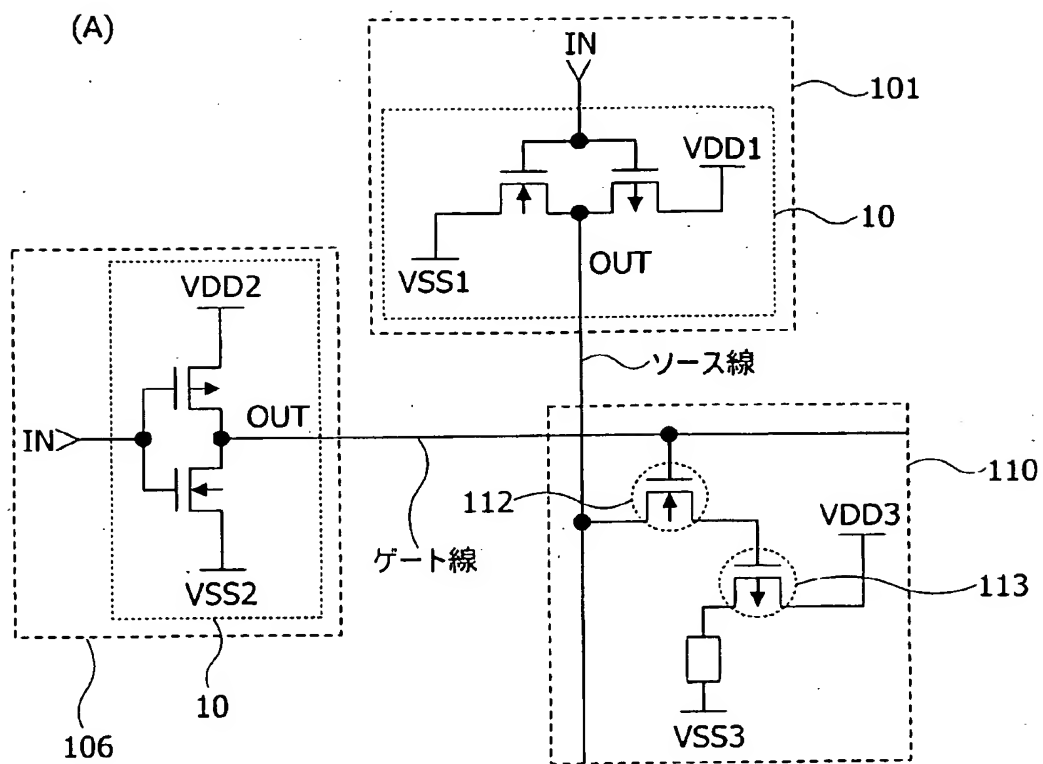 (A)
IN
101
VDD1
10
VSS1
OUT
ソース線
VDD2
OUT
IN
VSS2
ゲート線
10
106
110
112
VDD3
113
VSS3